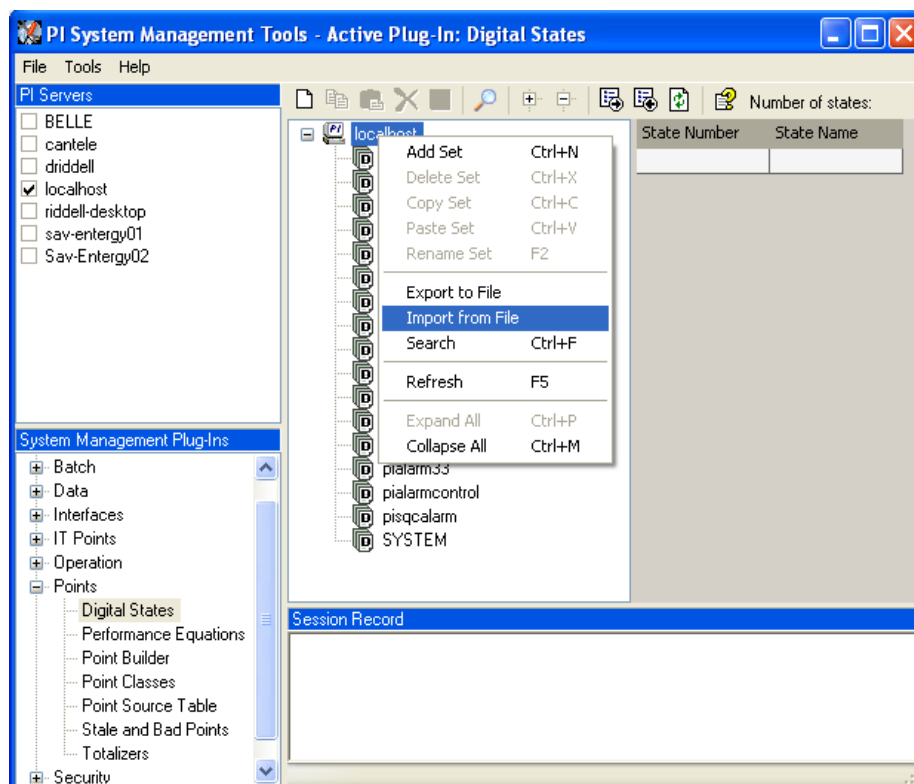 PI System Management Tools - Active Plug-In: Digital States
File Tools Help
PI Servers
BELLE
cantele
driddell
localhost
riddell-desktop
sav-entergy01
Sav-Entergy02
System Management Plug-Ins
Batch
Data
Interfaces
IT Points
Operation
Points
Digital States
Performance Equations
Point Builder
Point Classes
Point Source Table
Stale and Bad Points
Totalizers
Security
Number of states:
localhost
Add Set Ctrl+N
Delete Set Ctrl+X
Copy Set Ctrl+C
Paste Set Ctrl+V
Rename Set F2
Export to File
Import from File
Search Ctrl+F
Refresh F5
Expand All Ctrl+P
Collapse All Ctrl+M
pialarm33
pialarmcontrol
pisqcalarm
SYSTEM
State Number State Name
Session Record